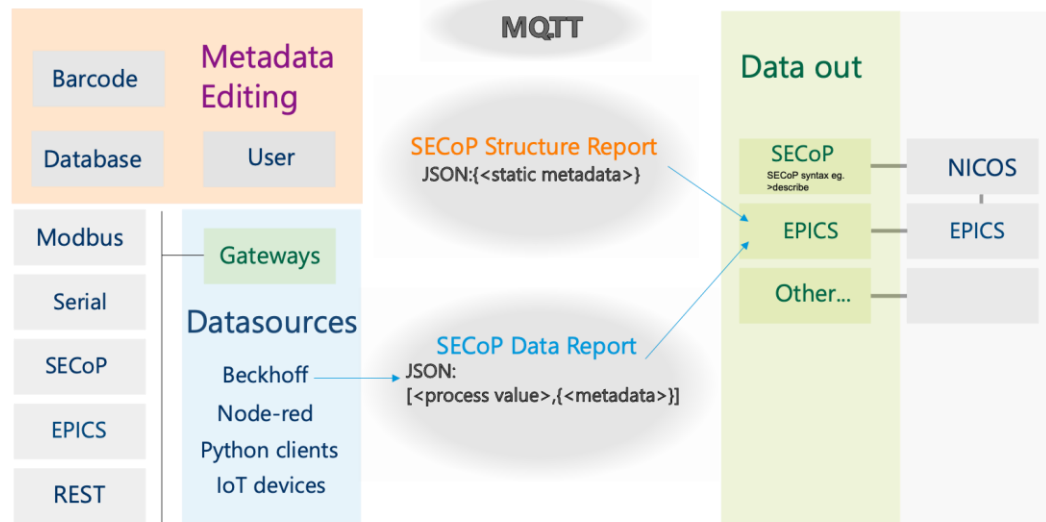 MQTT
Metadata
Editing
Barcode
Database
User
Modbus
Serial
SECoP
EPICS
REST
Gateways
Datasources
Beckhoff
Node-red
Python clients
IoT devices
SECoP Structure Report
JSON:{<static metadata>}
SECoP Data Report
JSON:
[<process value>,{<metadata>}]
Data out
SECoP
SECoP syntax eg.
>describe
EPICS
Other...
NICOS
EPICS